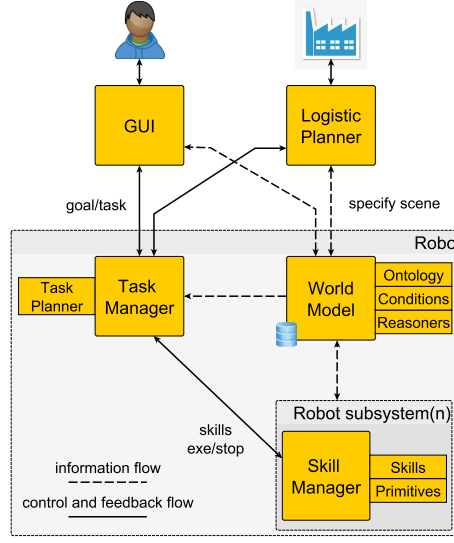 GUI
Logistic
Planner
goal/task
specify scene
Robo
Task
Planner
Task
Manager
World
Model
Ontology
Conditions
Reasoners
skills
exe/stop
Robot subsystem(n)
Skill
Manager
Skills
Primitives
information flow
control and feedback flow